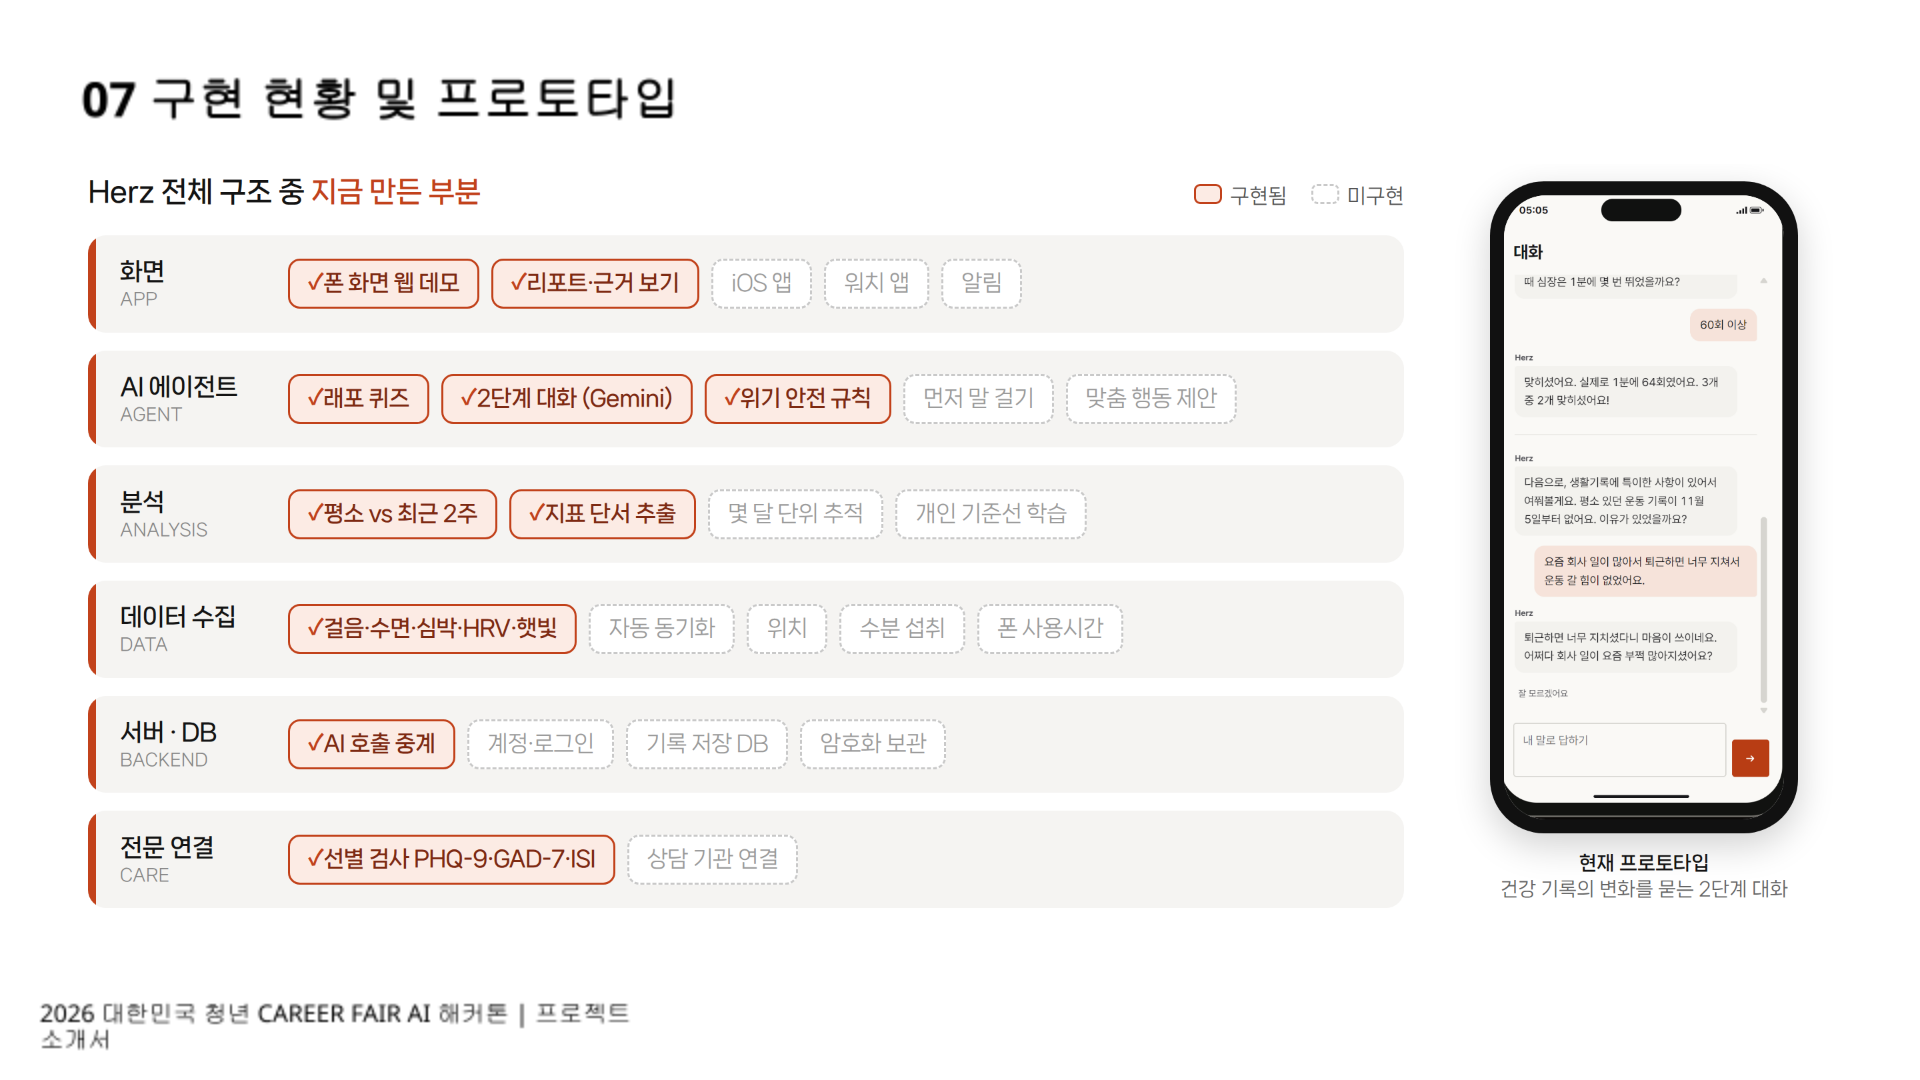 07 구현 현황 및 프로토타입
Herz 전체 구조 중 지금 만든 부분
구현됨 미구현
화면
APP
✓폰 화면 웹 데모 ✓리포트·근거 보기 iOS 앱 워치 앱 알림
AI 에이전트
AGENT
✓래포 퀴즈 ✓2단계 대화 (Gemini) ✓위기 안전 규칙 먼저 말 걸기 맞춤 행동 제안
분석
ANALYSIS
✓평소 vs 최근 2주 ✓지표 단서 추출 몇 달 단위 추적 개인 기준선 학습
데이터 수집
DATA
✓걸음·수면·심박·HRV·햇빛 자동 동기화 위치 수분 섭취 폰 사용시간
서버 · DB
BACKEND
✓AI 호출 중계 계정·로그인 기록 저장 DB 암호화 보관
전문 연결
CARE
✓선별 검사 PHQ-9·GAD-7·ISI 상담 기관 연결
05:05
대화
때 심장은 1분에 몇 번 뛰었을까요?
60회 이상
Herz
맞히셨어요. 실제로 1분에 64회였어요. 3개
중 2개 맞히셨어요!
Herz
다음으로, 생활기록에 특이한 사항이 있어서
여쭤볼게요. 평소 있던 운동 기록이 11월
5일부터 없어요. 이유가 있었을까요?
요즘 회사 일이 많아서 퇴근하면 너무 지쳐서
운동 갈 힘이 없었어요.
Herz
퇴근하면 너무 지치셨다니 마음이 쓰이네요.
어쩌다 회사 일이 요즘 부쩍 많아지셨어요?
잘 모르겠어요
내 말로 답하기
→
현재 프로토타입
건강 기록의 변화를 묻는 2단계 대화
2026 대한민국 청년 CAREER FAIR AI 해커톤 | 프로젝트
소개서